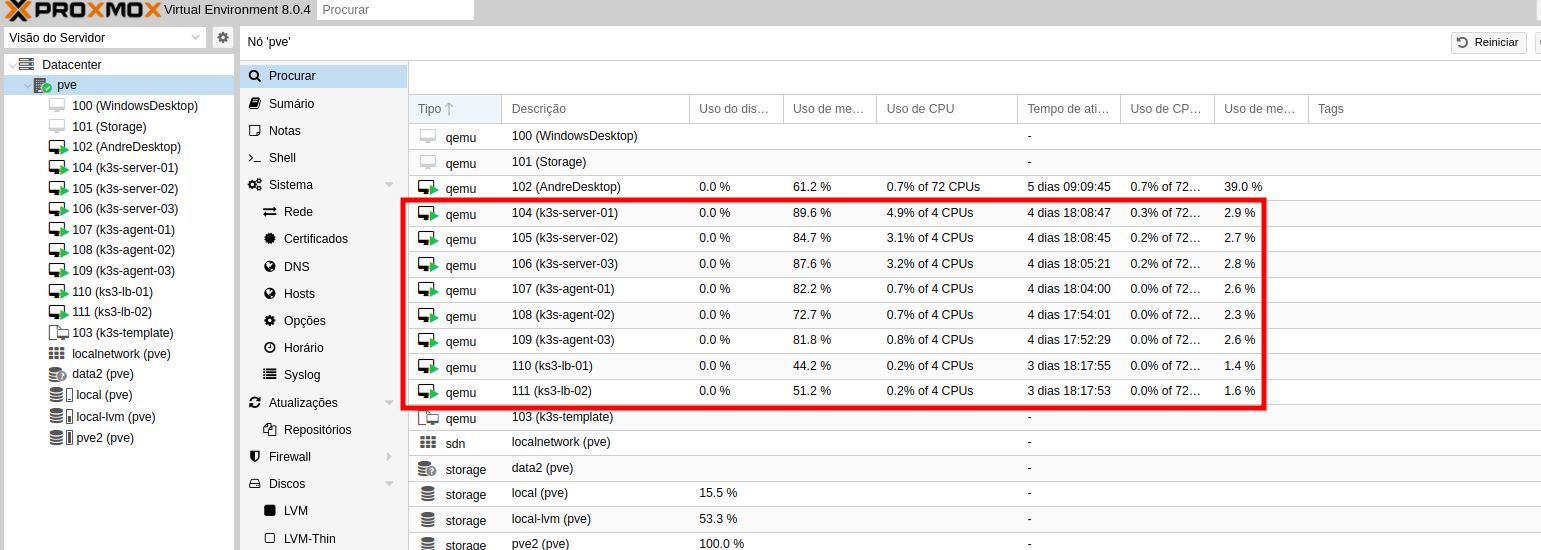 PROXMOX Virtual Environment 8.0.4 Procurar
Visão do Servidor
Nó 'pve'
Reiniciar
Datacenter
pve
100 (WindowsDesktop)
101 (Storage)
102 (AndreDesktop)
104 (k3s-server-01)
105 (k3s-server-02)
106 (k3s-server-03)
107 (k3s-agent-01)
108 (k3s-agent-02)
109 (k3s-agent-03)
110 (ks3-lb-01)
111 (ks3-lb-02)
103 (k3s-template)
localnetwork (pve)
data2 (pve)
local (pve)
local-lvm (pve)
pve2 (pve)
Procurar
Sumário
Notas
Shell
Sistema
Rede
Certificados
DNS
Hosts
Opções
Horário
Syslog
Atualizações
Repositórios
Firewall
Discos
LVM
LVM-Thin
Tipo Descrição Uso do dis... Uso de me... Uso de CPU Tempo de ati... Uso de CP... Uso de me... Tags
qemu 100 (WindowsDesktop) -
qemu 101 (Storage) -
qemu 102 (AndreDesktop) 0.0 % 61.2 % 0.7% of 72 CPUs 5 dias 09:09:45 0.7% of 72... 39.0 %
qemu 104 (k3s-server-01) 0.0 % 89.6 % 4.9% of 4 CPUs 4 dias 18:08:47 0.3% of 72... 2.9 %
qemu 105 (k3s-server-02) 0.0 % 84.7 % 3.1% of 4 CPUs 4 dias 18:08:45 0.2% of 72... 2.7 %
qemu 106 (k3s-server-03) 0.0 % 87.6 % 3.2% of 4 CPUs 4 dias 18:05:21 0.2% of 72... 2.8 %
qemu 107 (k3s-agent-01) 0.0 % 82.2 % 0.7% of 4 CPUs 4 dias 18:04:00 0.0% of 72... 2.6 %
qemu 108 (k3s-agent-02) 0.0 % 72.7 % 0.7% of 4 CPUs 4 dias 17:54:01 0.0% of 72... 2.3 %
qemu 109 (k3s-agent-03) 0.0 % 81.8 % 0.8% of 4 CPUs 4 dias 17:52:29 0.0% of 72... 2.6 %
qemu 110 (ks3-lb-01) 0.0 % 44.2 % 0.2% of 4 CPUs 3 dias 18:17:55 0.0% of 72... 1.4 %
qemu 111 (ks3-lb-02) 0.0 % 51.2 % 0.2% of 4 CPUs 3 dias 18:17:53 0.0% of 72... 1.6 %
qemu 103 (k3s-template) -
sdn localnetwork (pve) -
storage data2 (pve) -
storage local (pve) 15.5 % -
storage local-lvm (pve) 53.3 % -
storage pve2 (pve) 100.0 % -